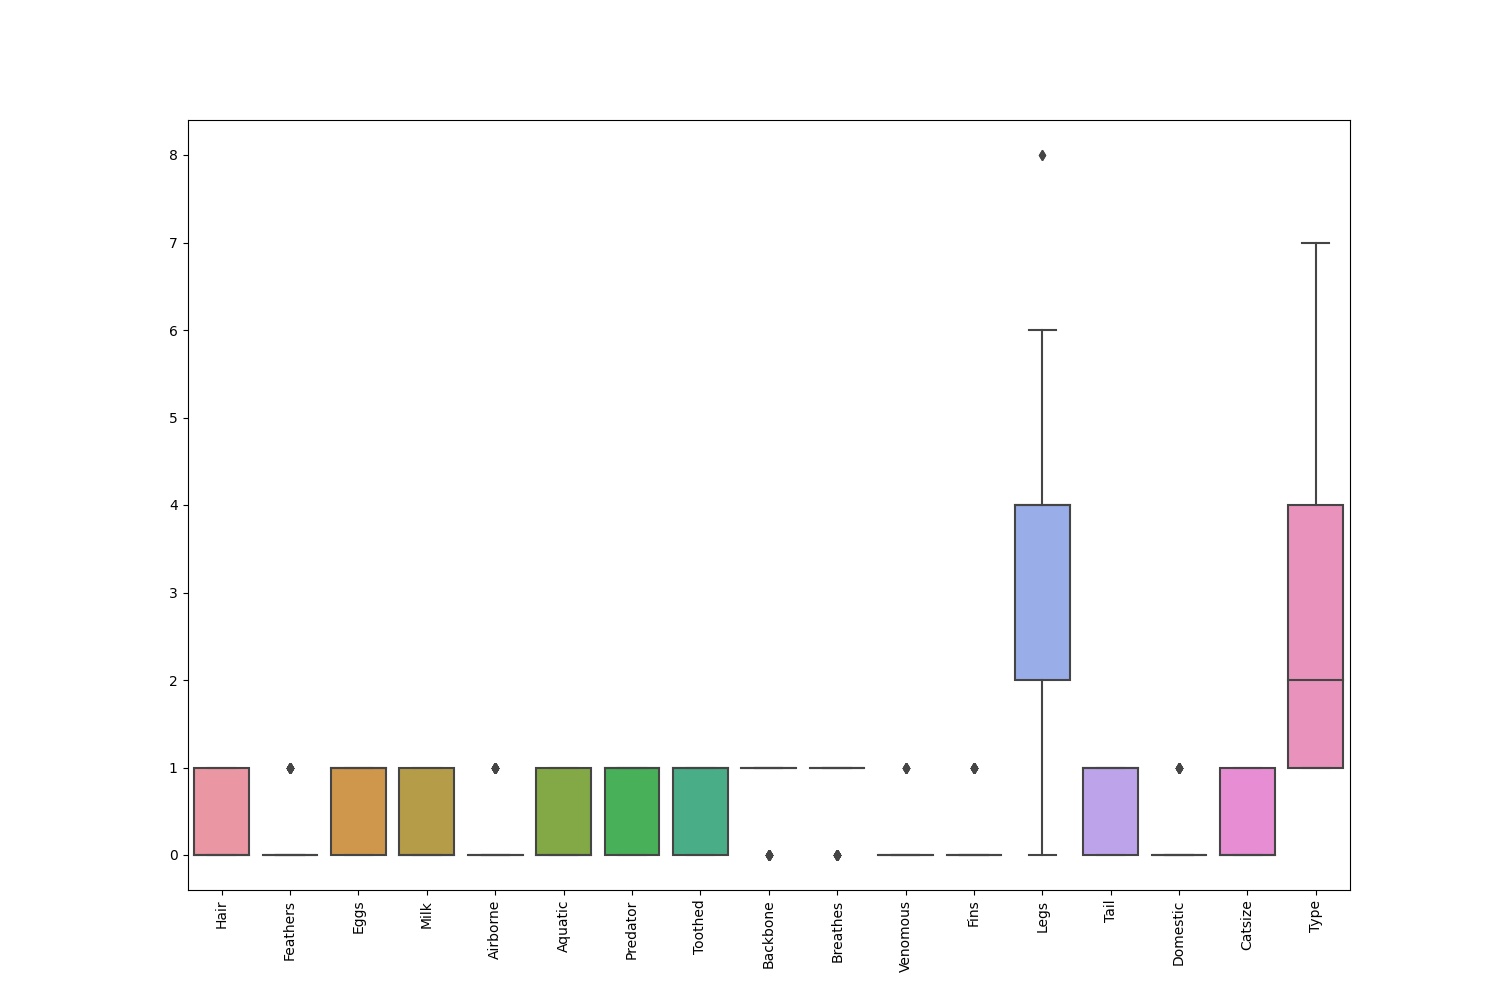 8
7
6
5
4
3
2
1
0
Hair
Feathers
Eggs
Milk
Airborne
Aquatic
Predator
Toothed
Backbone
Breathes
Venomous
Fins
Legs
Tail
Domestic
Catsize
Type